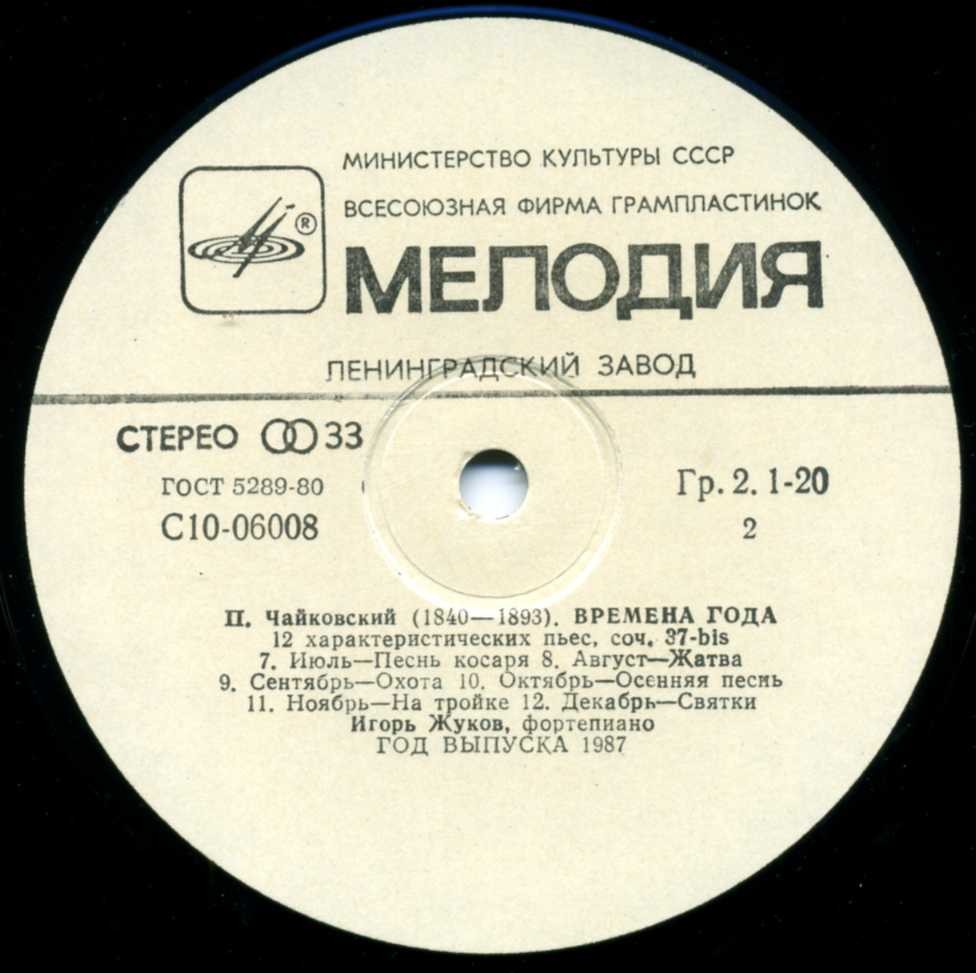 МИНИСТЕРСТВО КУЛЬТУРЫ СССР
ВСЕСОЮЗНАЯ ФИРМА ГРАМПЛАСТИНОК
®
МЕЛОДИЯ
ЛЕНИНГРАДСКИЙ ЗАВОД
СТЕРЕО 33
ГОСТ 5289-80
С10-06008
Гр. 2. 1-20
2
П. Чайковский (1840—1893). ВРЕМЕНА ГОДА
12 характеристических пьес, соч. 37-bis
7. Июль—Песнь косаря 8. Август—Жатва
9. Сентябрь—Охота 10. Октябрь—Осенняя песнь
11. Ноябрь—На тройке 12. Декабрь—Святки
Игорь Жуков, фортепиано
ГОД ВЫПУСКА 1987